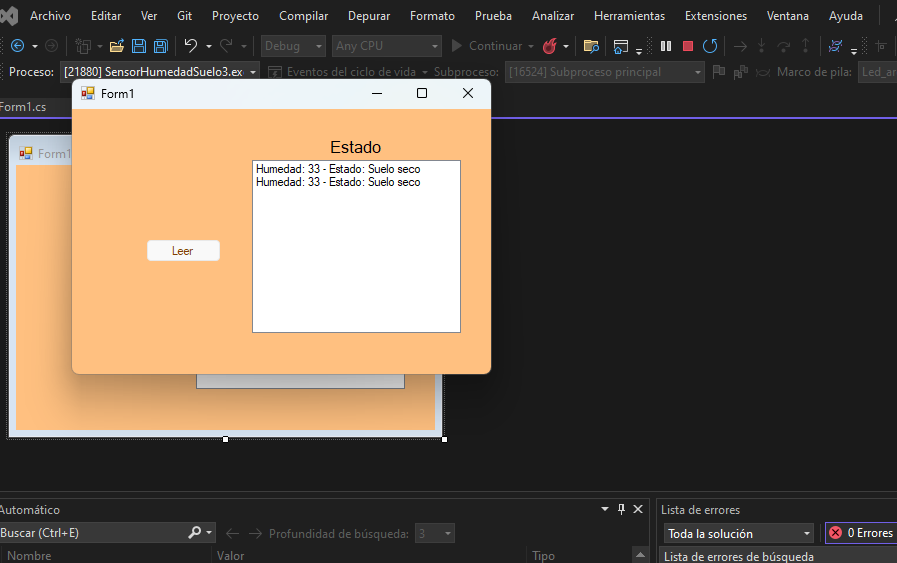 Archivo Editar Ver Git Proyecto Compilar Depurar Formato Prueba Analizar Herramientas Extensiones Ventana Ayuda
Debug Any CPU Continuar
Proceso: [21880] SensorHumedadSuelo3.ex Eventos del ciclo de vida Subproceso: [16524] Subproceso principal Marco de pila: Led_ar
Form1.cs
Form1
Form1
Estado
Humedad: 33 - Estado: Suelo seco
Humedad: 33 - Estado: Suelo seco
Leer
Automático
Buscar (Ctrl+E) Profundidad de búsqueda: 3
Nombre Valor Tipo
Lista de errores
Toda la solución 0 Errores
Lista de errores de búsqueda